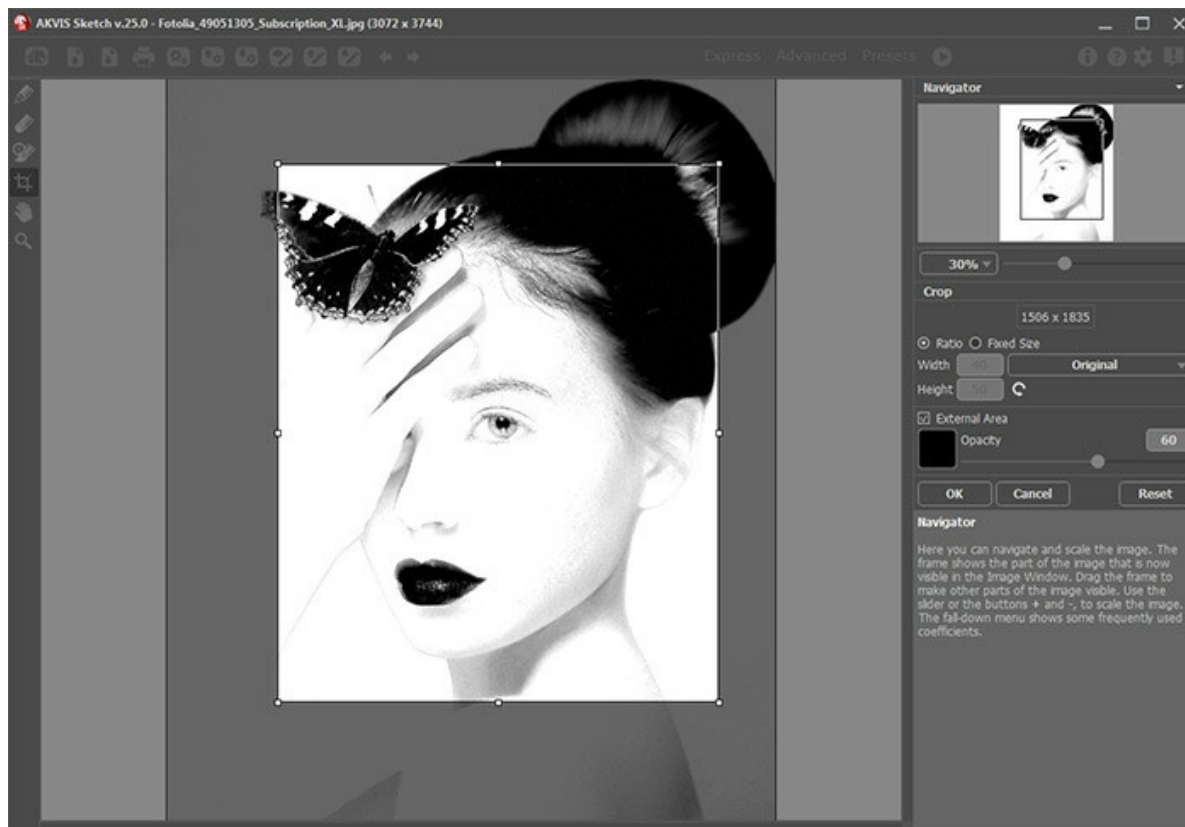 AKVIS Sketch v.25.0 - Fotolia_49051305_Subscription_XL.jpg (3072 x 3744)
Express Advanced Presets
Navigator
30%
Crop
1506 x 1835
Ratio Fixed Size
Width 40 Original
Height 50
External Area
Opacity 60
OK Cancel Reset
Navigator
Here you can navigate and scale the image. The
frame shows the part of the image that is now
visible in the Image Window. Drag the frame to
make other parts of the image visible. Use the
slider or the buttons + and -, to scale the image.
The fall-down menu shows some frequently used
coefficients.